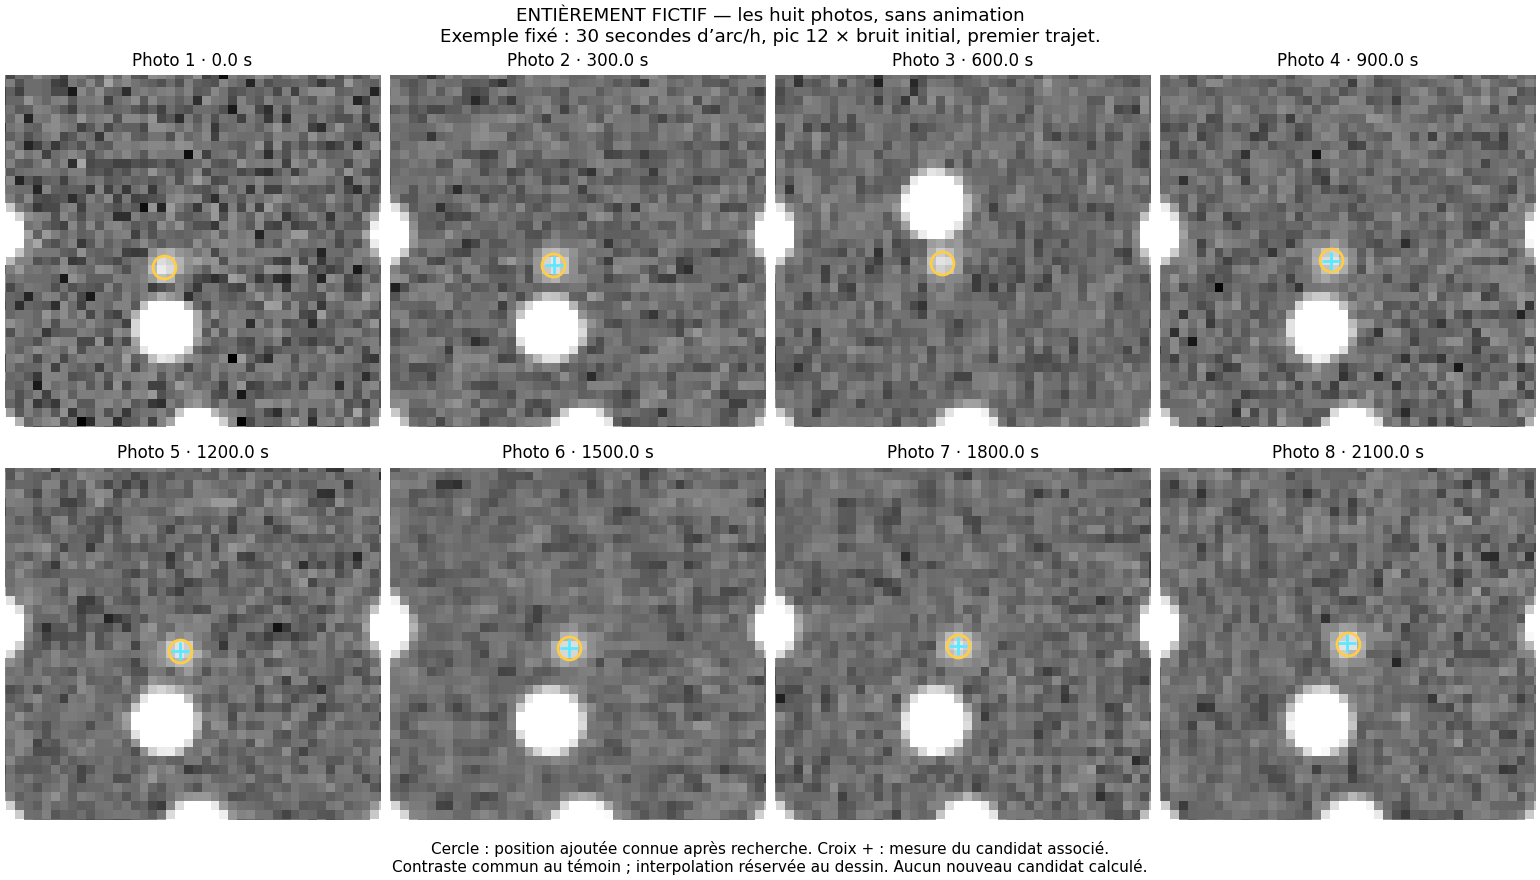 ENTIÈREMENT FICTIF — les huit photos, sans animation
Exemple fixé : 30 secondes d’arc/h, pic 12 × bruit initial, premier trajet.
Photo 1 · 0.0 s
Photo 2 · 300.0 s
Photo 3 · 600.0 s
Photo 4 · 900.0 s
Photo 5 · 1200.0 s
Photo 6 · 1500.0 s
Photo 7 · 1800.0 s
Photo 8 · 2100.0 s
Cercle : position ajoutée connue après recherche. Croix + : mesure du candidat associé.
Contraste commun au témoin ; interpolation réservée au dessin. Aucun nouveau candidat calculé.